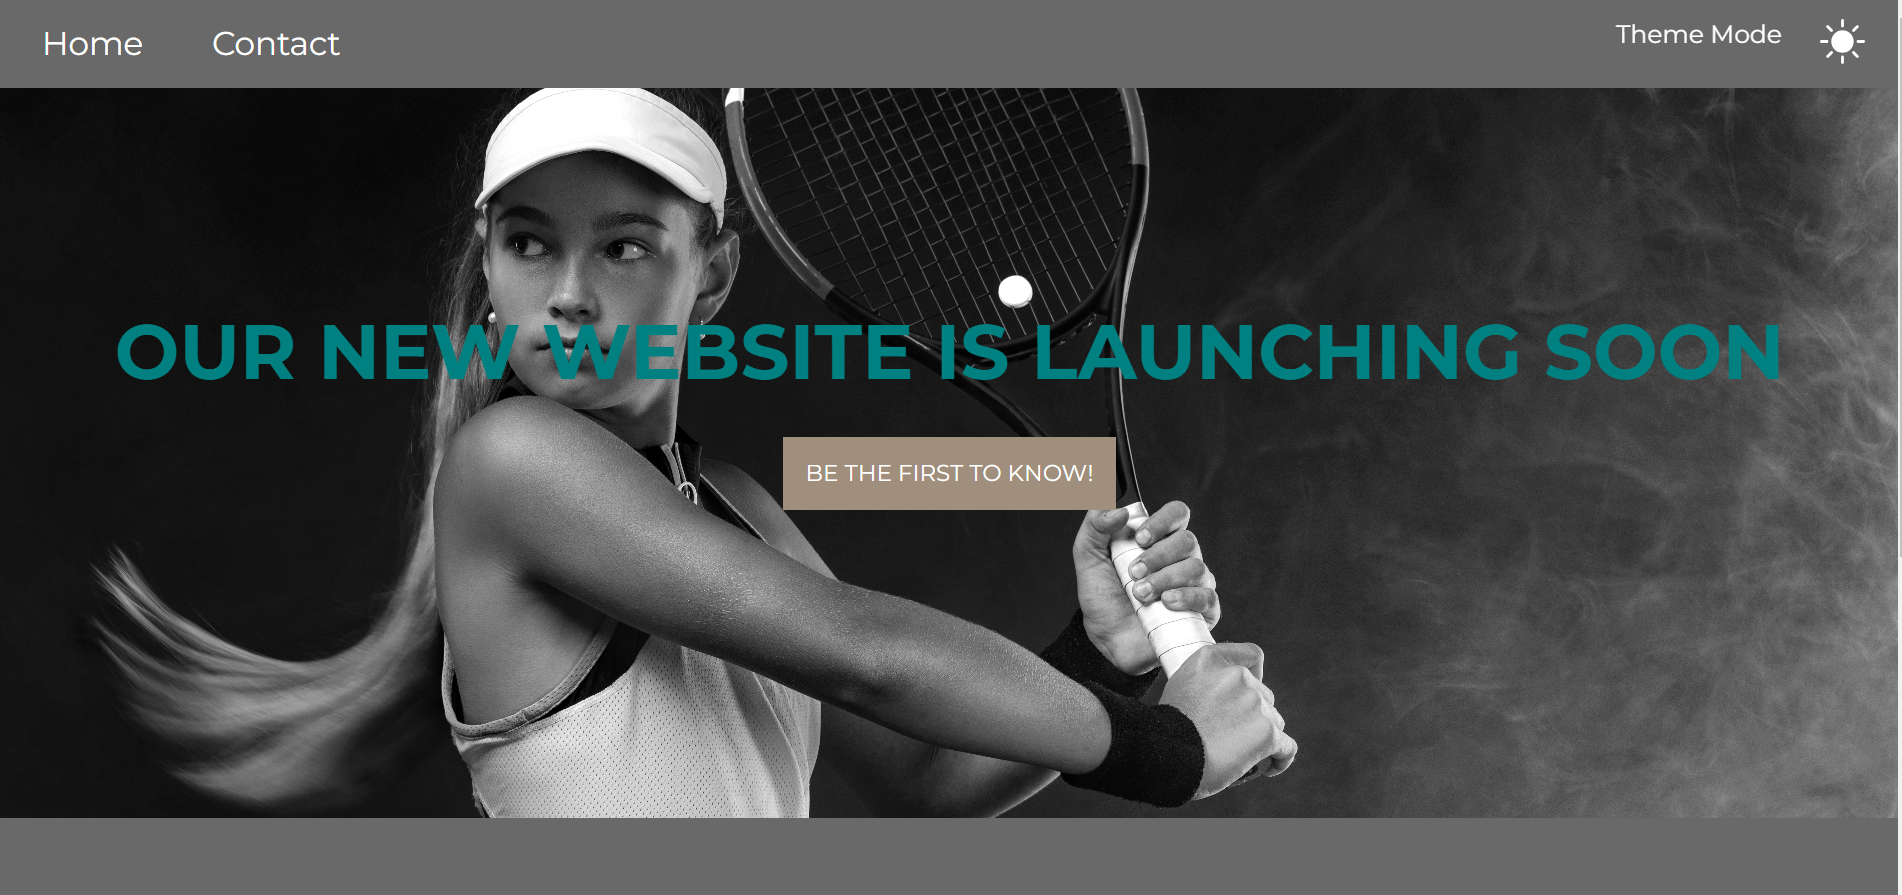 Home Contact Theme Mode
OUR NEW WEBSITE IS LAUNCHING SOON
BE THE FIRST TO KNOW!